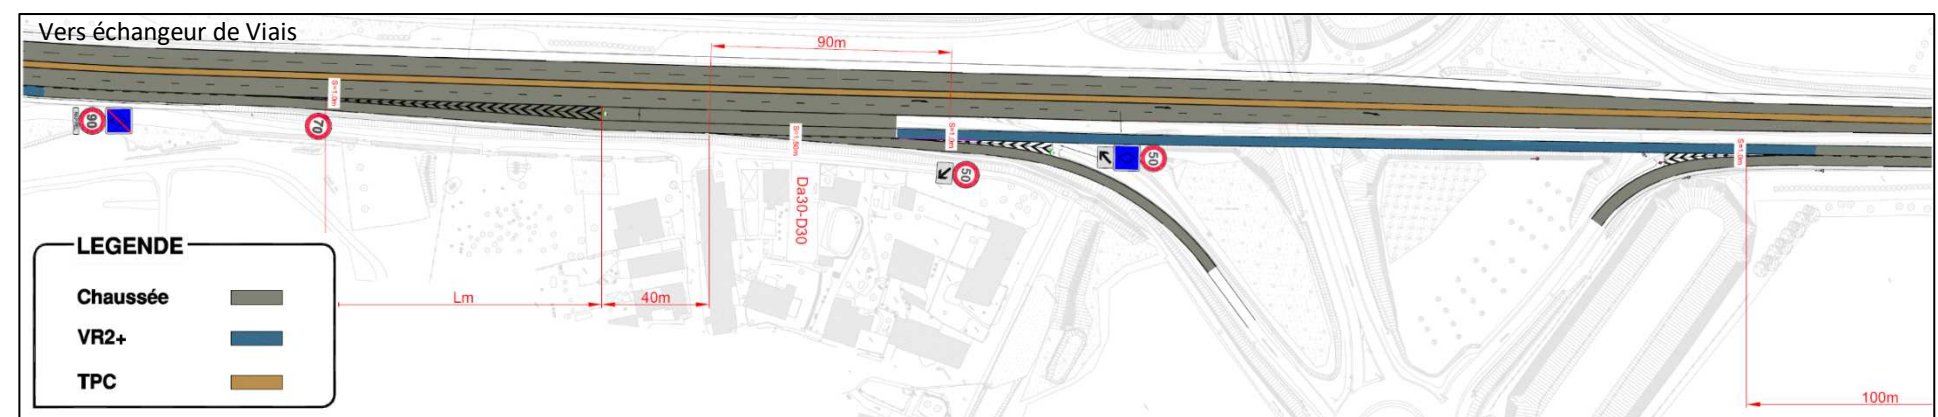 Vers échangeur de Viais
90m
S=1.0m
90
70
S=1.50m
S=1.0m
50
50
S=1.0m
Da30-D30
Lm
40m
100m
LEGENDE
Chaussée
VR2+
TPC